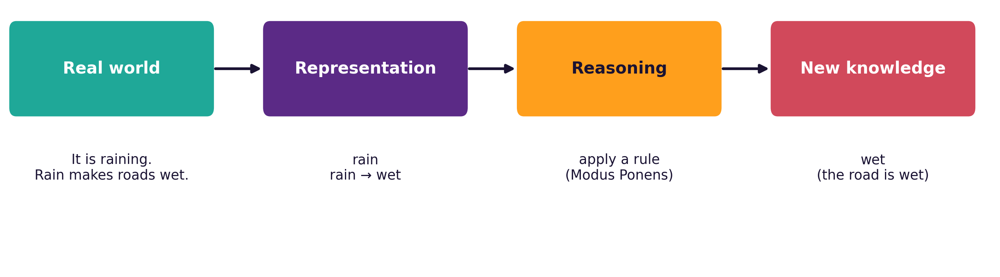 Real world
Representation
Reasoning
New knowledge
It is raining.
Rain makes roads wet.
rain
rain → wet
apply a rule
(Modus Ponens)
wet
(the road is wet)